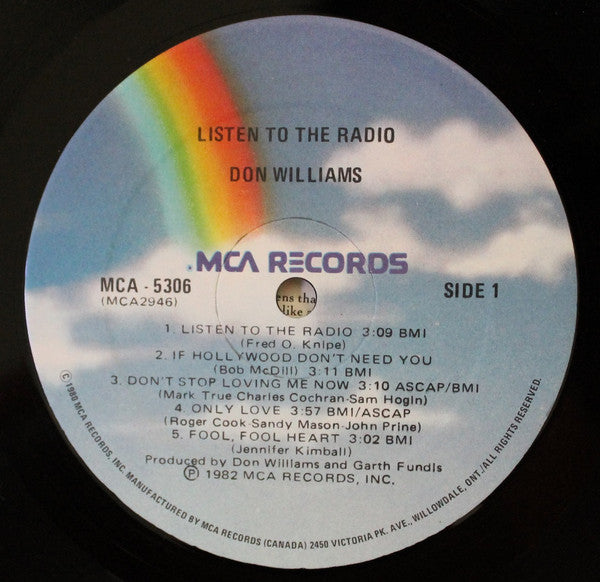 LISTEN TO THE RADIO
DON WILLIAMS
MCA RECORDS
MCA - 5306
(MCA2946)
SIDE 1
ens tha
like
1. LISTEN TO THE RADIO 3:09 BMI
(Fred O. Knipe)
2. IF HOLLYWOOD DON'T NEED YOU
(Bob McDill) 3:11 BMI
3. DON'T STOP LOVING ME NOW 3:10 ASCAP/BMI
(Mark True Charles Cochran-Sam Hogin)
4. ONLY LOVE 3:57 BMI/ASCAP
(Roger Cook-Sandy Mason-John Prine)
5. FOOL, FOOL HEART 3:02 BMI
(Jennifer Kimball)
Produced by Don Williams and Garth Fundis
Ⓟ 1982 MCA RECORDS, INC.
© 1980 MCA RECORDS, INC. MANUFACTURED BY MCA RECORDS (CANADA) 2450 VICTORIA PK. AVE., WILLOWDALE, ONT./ALL RIGHTS RESERVED.